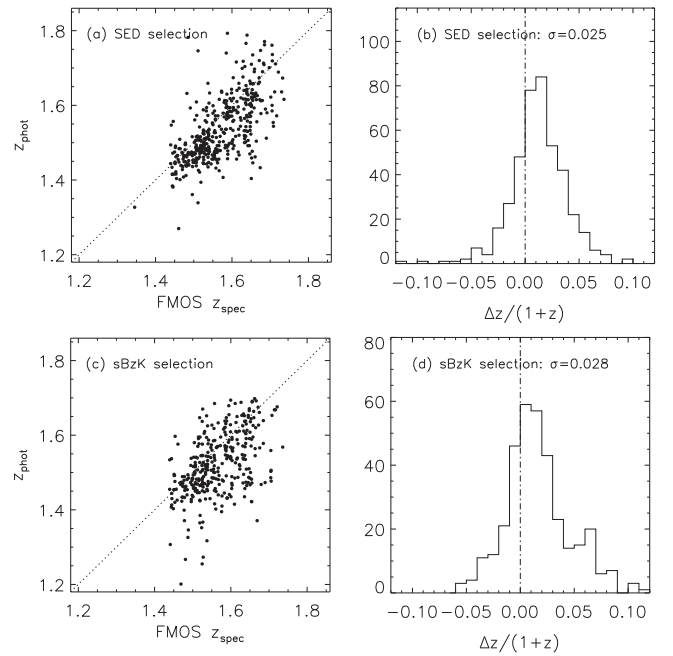 (a) SED selection
1.8
1.6
1.4
1.2
z_phot
1.2 1.4 1.6 1.8
FMOS z_spec
(b) SED selection: σ=0.025
100
80
60
40
20
0
−0.10 −0.05 0.00 0.05 0.10
Δz/(1+z)
(c) sBzK selection
1.8
1.6
1.4
1.2
z_phot
1.2 1.4 1.6 1.8
FMOS z_spec
(d) sBzK selection: σ=0.028
80
60
40
20
0
−0.10 −0.05 0.00 0.05 0.10
Δz/(1+z)